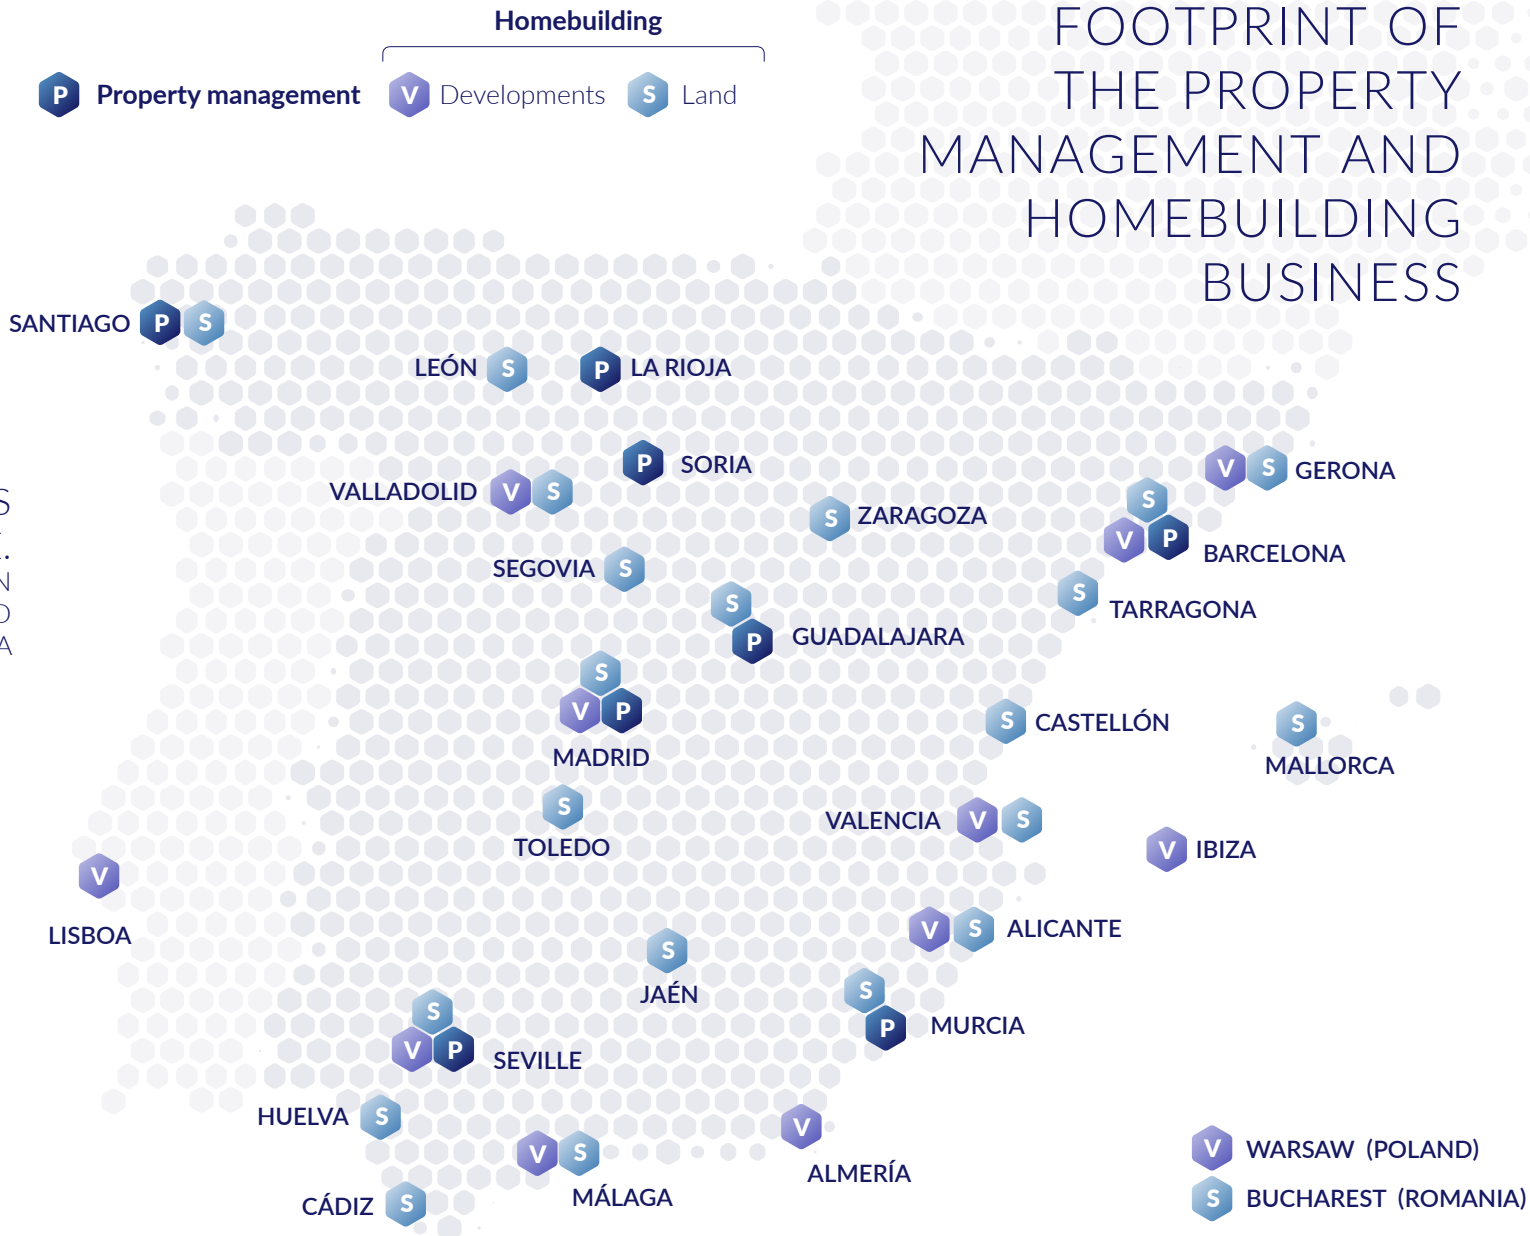 Homebuilding
P Property management V Developments S Land
FOOTPRINT OF
THE PROPERTY
MANAGEMENT AND
HOMEBUILDING
BUSINESS
SANTIAGO P S
LEÓN S
P LA RIOJA
P SORIA
VALLADOLID V S
S ZARAGOZA
V S GERONA
S
V P BARCELONA
SEGOVIA S
S TARRAGONA
S
P GUADALAJARA
S
V P
MADRID
S CASTELLÓN
S
MALLORCA
S
TOLEDO
VALENCIA V S
V IBIZA
V
LISBOA
V S ALICANTE
S
JAÉN
S
P MURCIA
S
V P SEVILLE
HUELVA S
V S
MÁLAGA
V
ALMERÍA
CÁDIZ S
V WARSAW (POLAND)
S BUCHAREST (ROMANIA)
S
.
N
O
A